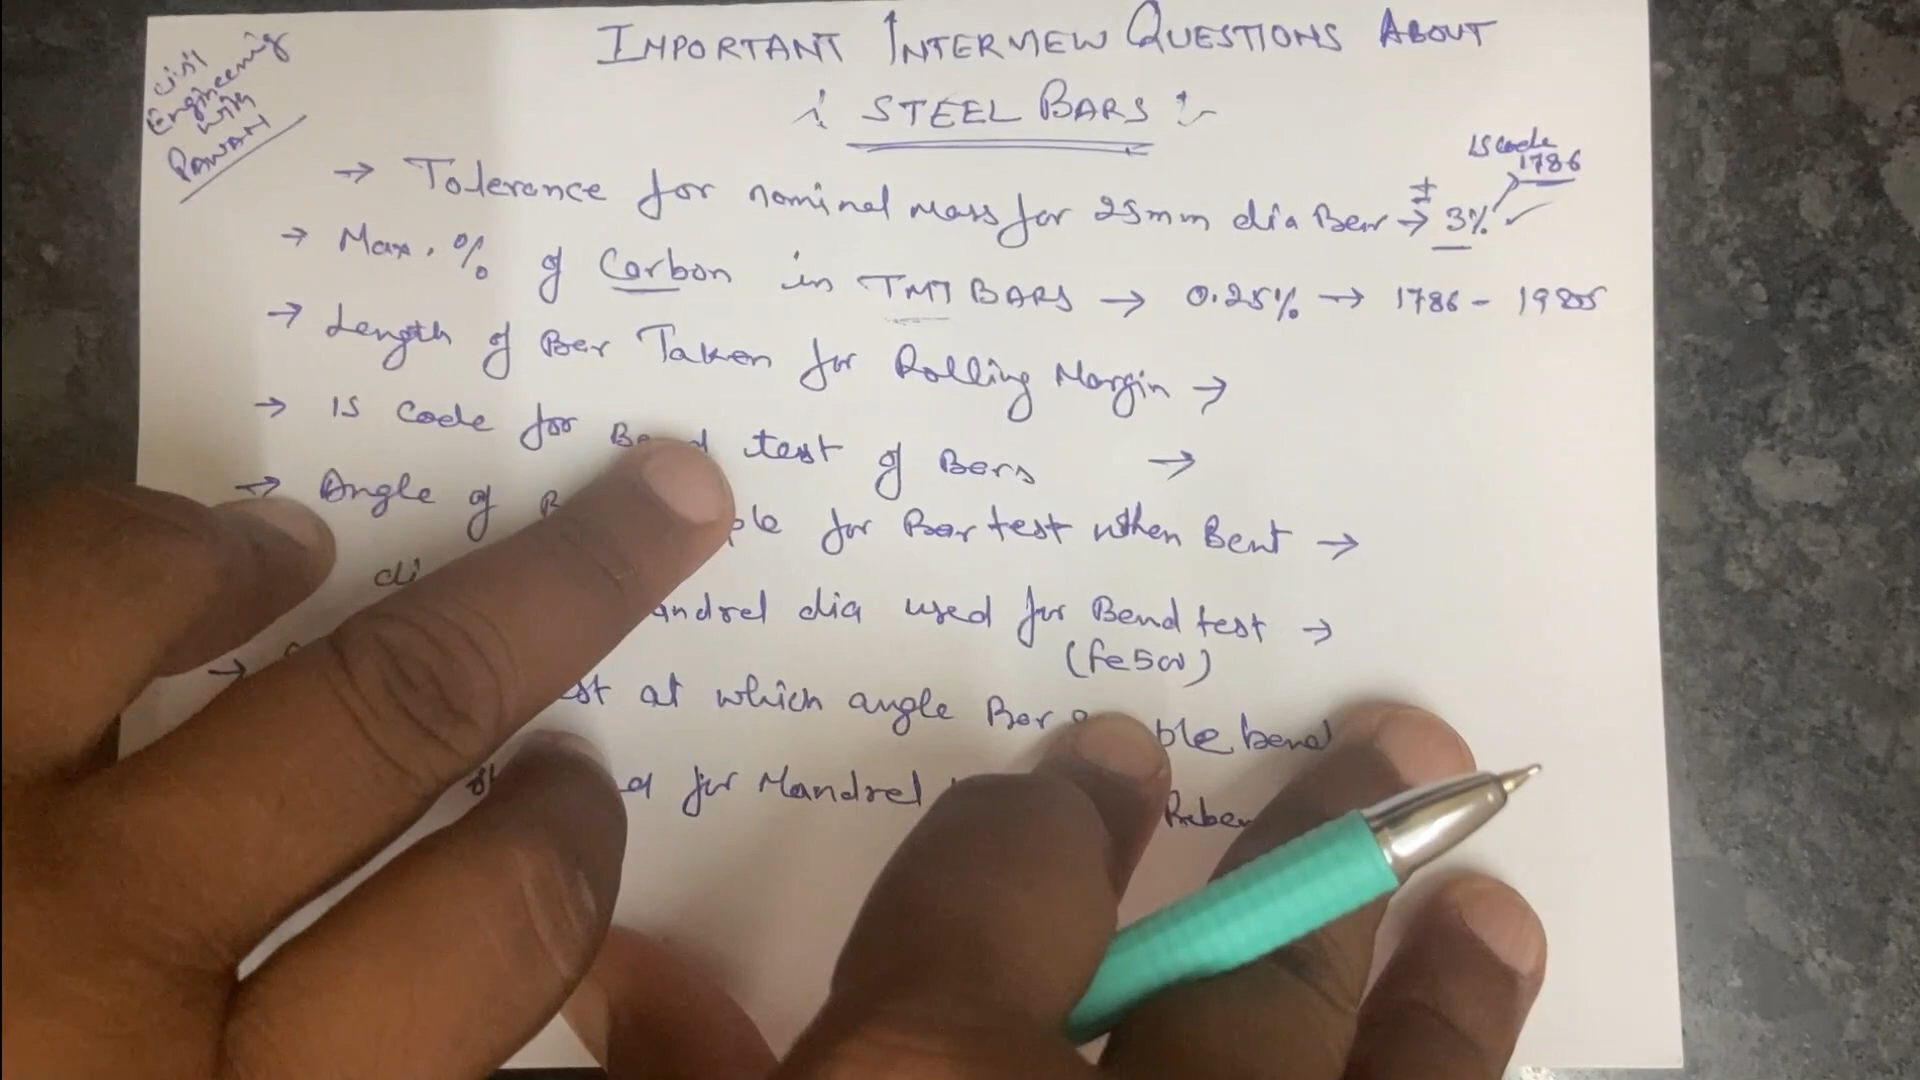 Civil
Engineering
with
PAWAN
IMPORTANT INTERVIEW QUESTIONS ABOUT
STEEL BARS :-
IS code
1786
→ Tolerance for nominal mass for 25mm dia Bar → ± 3%
→ Max. % of Carbon in TMT BARS → 0.25% → 1786 -
→ Length of Bar Taken for Rolling Margin →
→ IS Code for test of Bars →
→ Angle of for Bar test when Bent →
dia used for Bend test →
(fe500)
→ at which angle Bar bend
for Mandrel